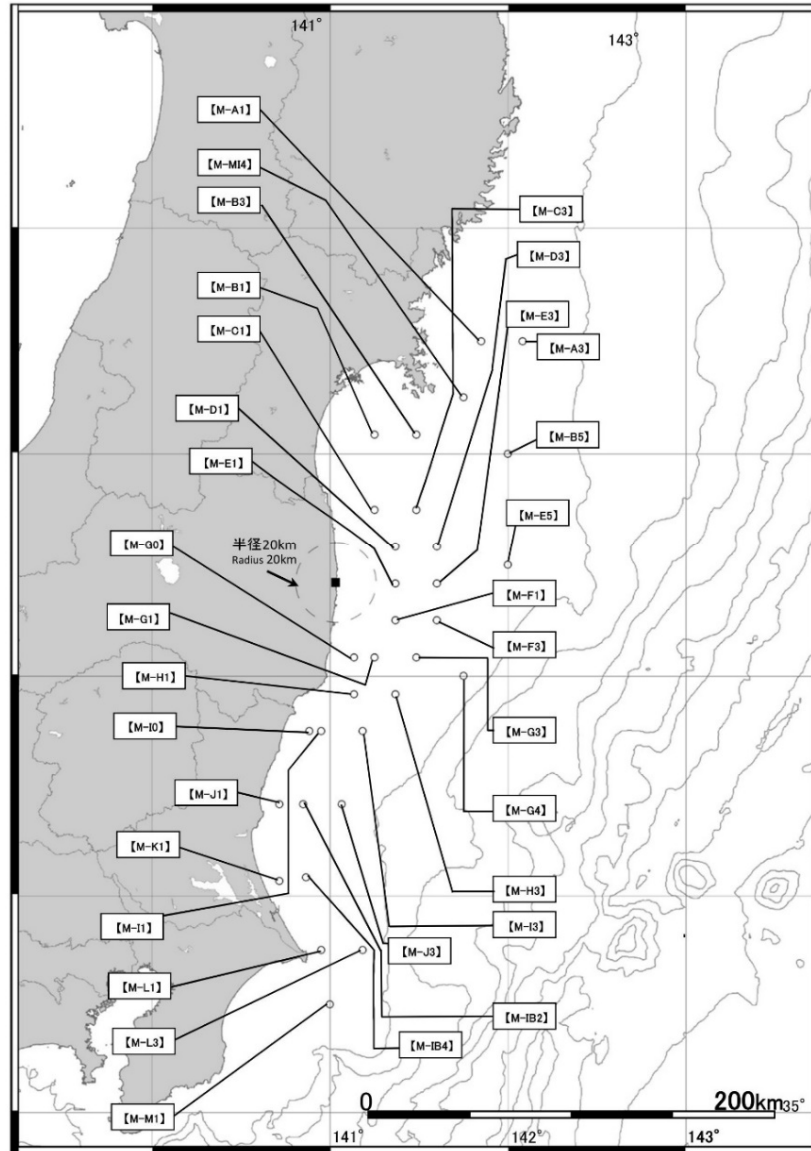 141°
143°
【M-A1】
【M-MI4】
【M-B3】
【M-C3】
【M-D3】
【M-B1】
【M-E3】
【M-C1】
【M-A3】
【M-D1】
【M-B5】
【M-E1】
【M-E5】
【M-G0】
半径20km
Radius 20km
【M-F1】
【M-G1】
【M-F3】
【M-H1】
【M-I0】
【M-G3】
【M-J1】
【M-G4】
【M-K1】
【M-H3】
【M-I1】
【M-I3】
【M-J3】
【M-L1】
【M-IB2】
【M-L3】
【M-IB4】
【M-M1】
0 200km
35°
141° 142° 143°